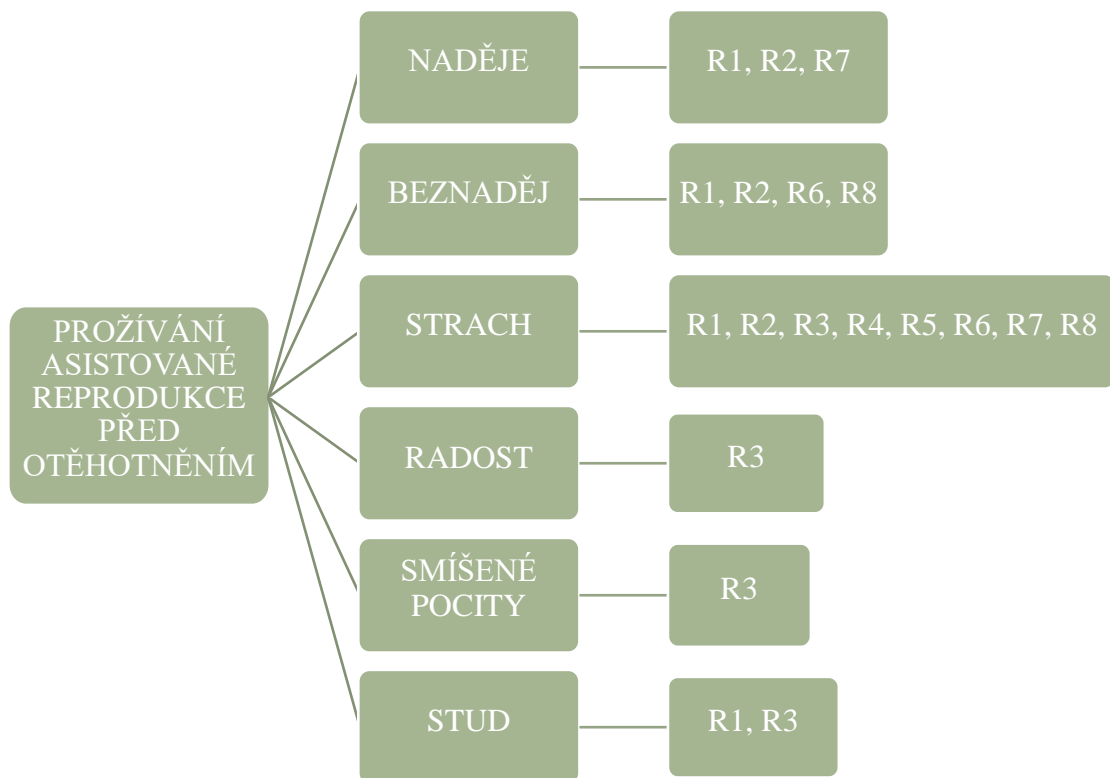 PROŽÍVÁNÍ
ASISTOVANÉ
REPRODUKCE
PŘED
OTĚHOTNĚNÍM
NADĚJE
R1, R2, R7
BEZNADĚJ
R1, R2, R6, R8
STRACH
R1, R2, R3, R4, R5, R6, R7, R8
RADOST
R3
SMÍŠENÉ
POCITY
R3
STUD
R1, R3